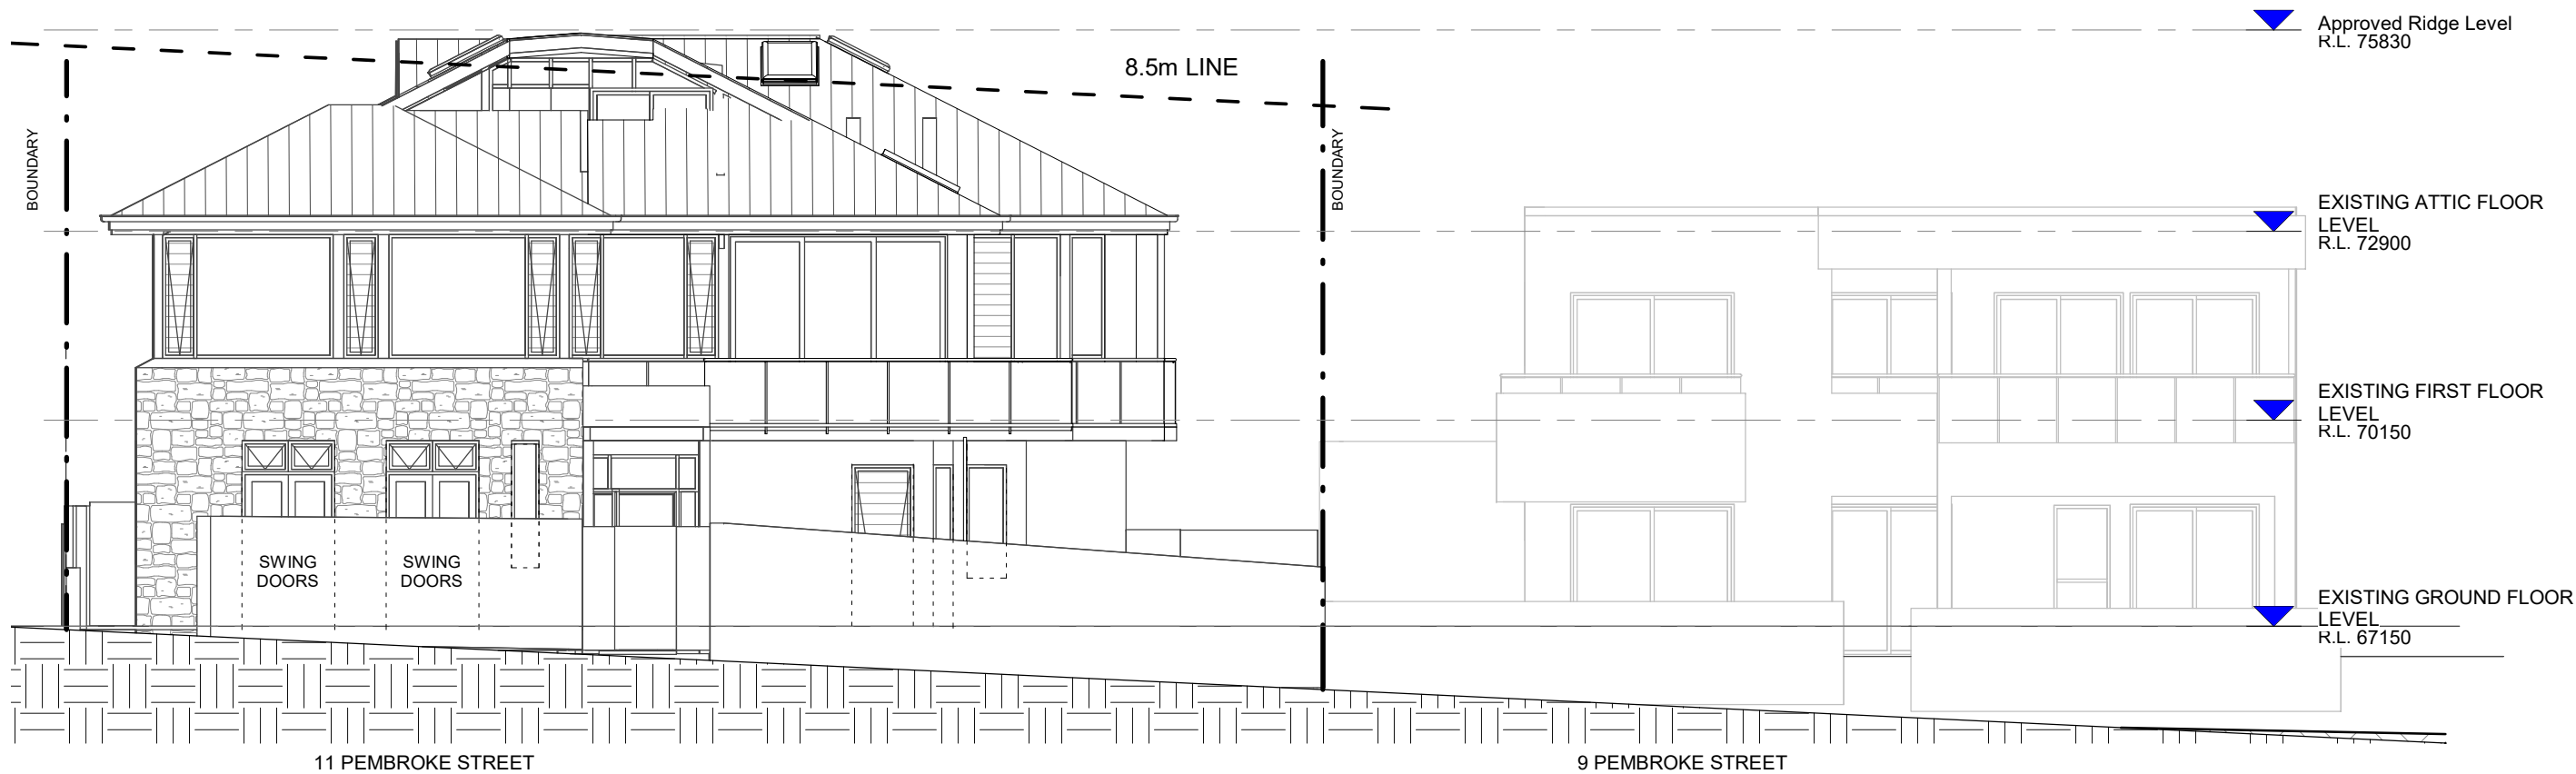 Approved Ridge Level
R.L. 75830
8.5m LINE
BOUNDARY
BOUNDARY
EXISTING ATTIC FLOOR
LEVEL
R.L. 72900
EXISTING FIRST FLOOR
LEVEL
R.L. 70150
SWING
DOORS
SWING
DOORS
EXISTING GROUND FLOOR
LEVEL
R.L. 67150
11 PEMBROKE STREET
9 PEMBROKE STREET